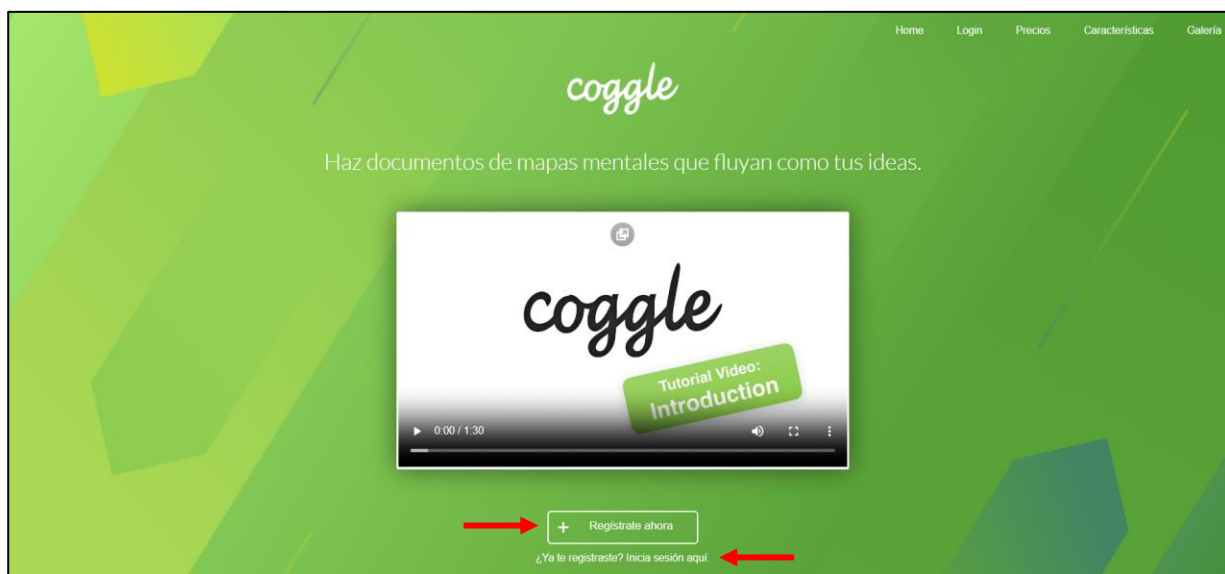 Home Login Precios Características Galería
coggle
Haz documentos de mapas mentales que fluyan como tus ideas.
coggle
Tutorial Video:
Introduction
0:00 / 1:30
+ Regístrate ahora
¿Ya te registraste? Inicia sesión aquí.